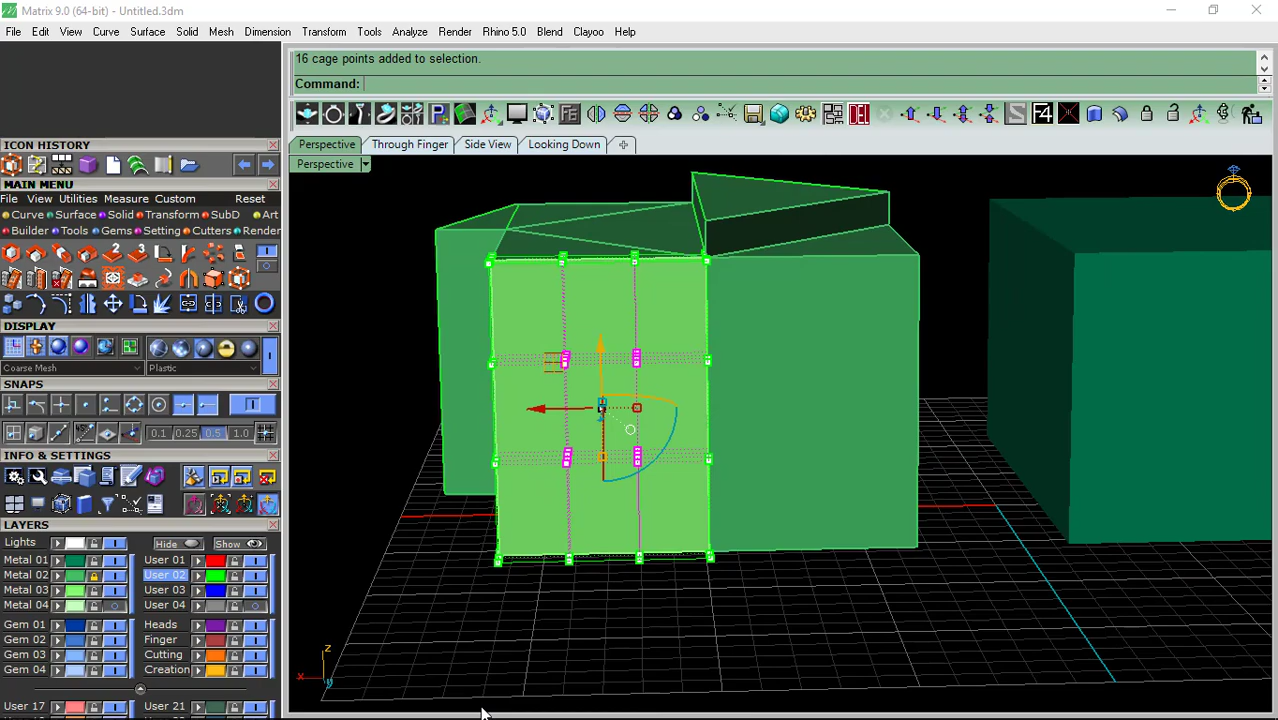 Matrix 9.0 (64-bit) - Untitled.3dm
File Edit View Curve Surface Solid Mesh Dimension Transform Tools Analyze Render Rhino 5.0 Blend Clayoo Help
16 cage points added to selection.
Command:
Perspective Through Finger Side View Looking Down
Perspective
ICON HISTORY
MAIN MENU
File View Utilities Measure Custom Reset
Curve Surface Solid Transform SubD Art
Builder Tools Gems Setting Cutters Render
DISPLAY
Coarse Mesh Plastic
SNAPS
0.1 0.25 0.5 1.0
INFO & SETTINGS
LAYERS
Lights Hide Show
Metal 01 User 01
Metal 02 User 02
Metal 03 User 03
Metal 04 User 04
Gem 01 Heads
Gem 02 Finger
Gem 03 Cutting
Gem 04 Creation
User 17 User 21
F4
DEL
z
x
y